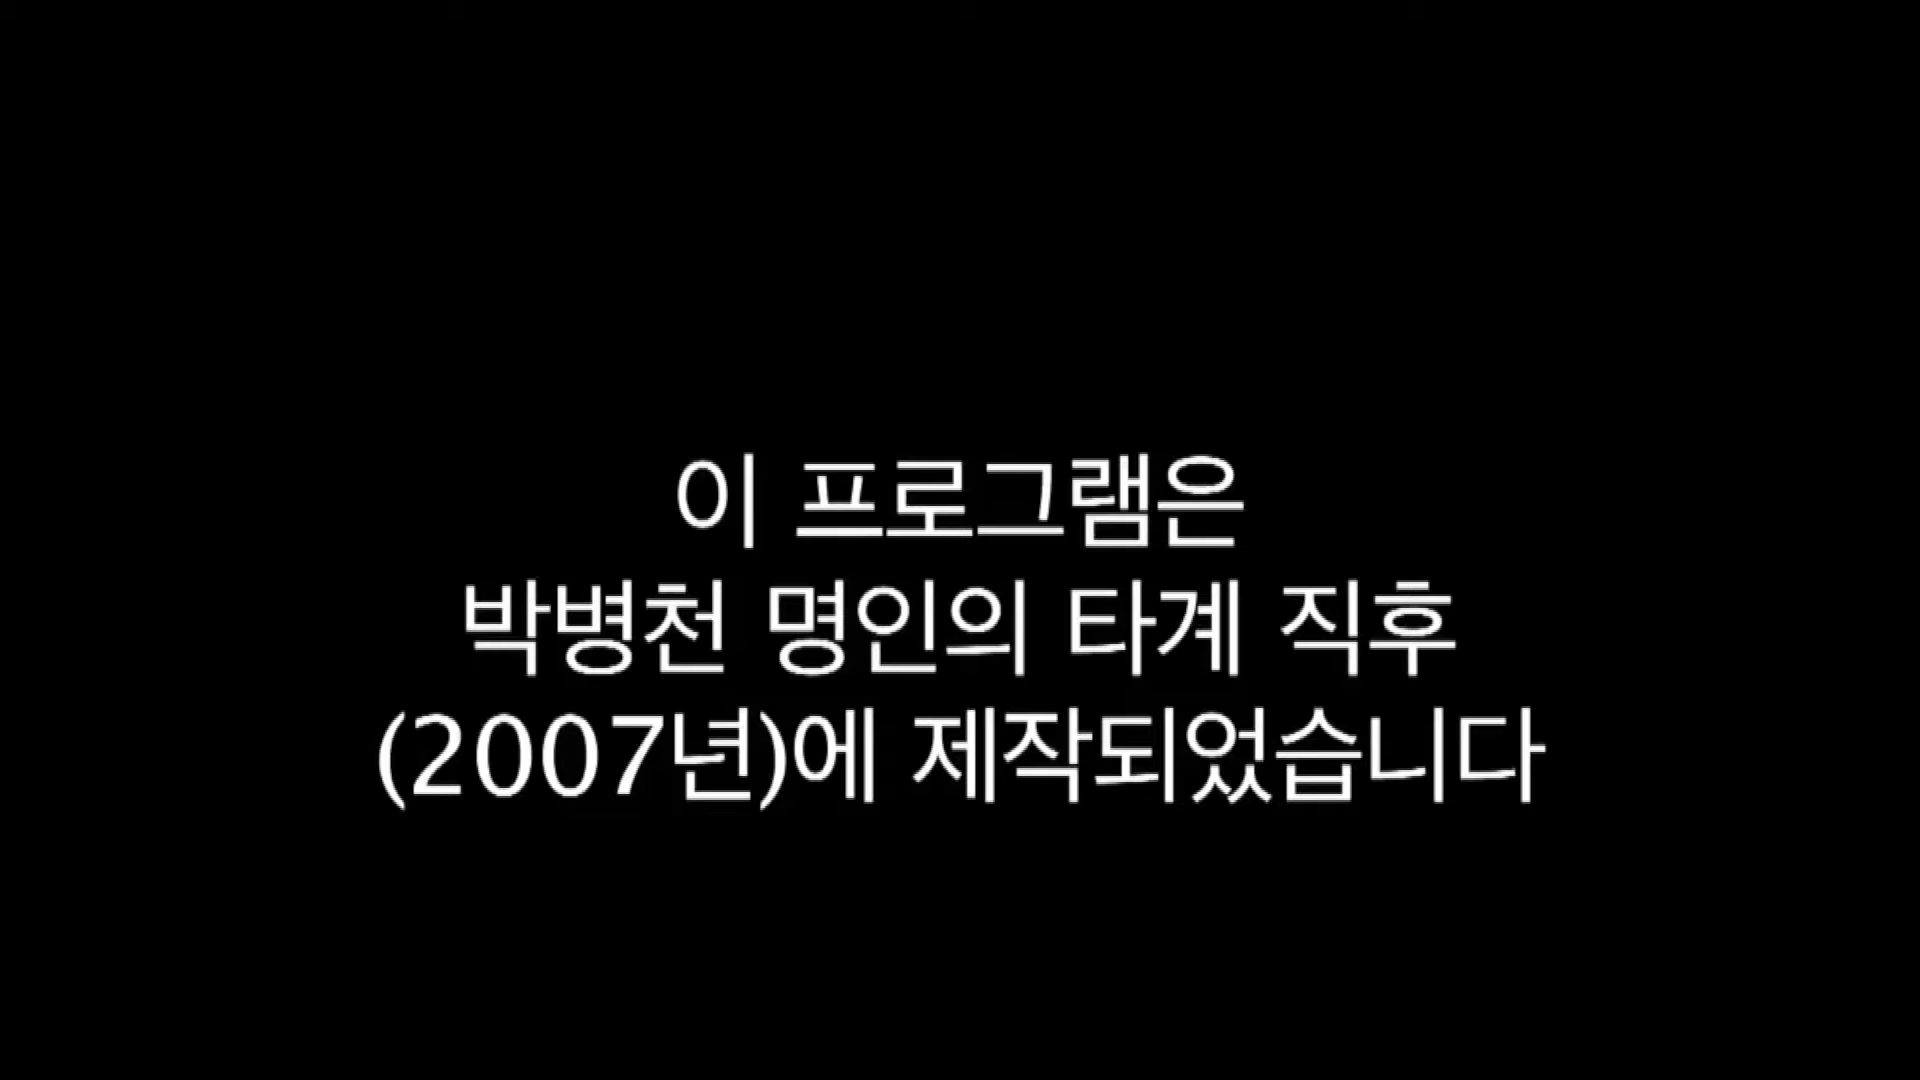 이 프로그램은
박병천 명인의 타계 직후
(2007년)에 제작되었습니다